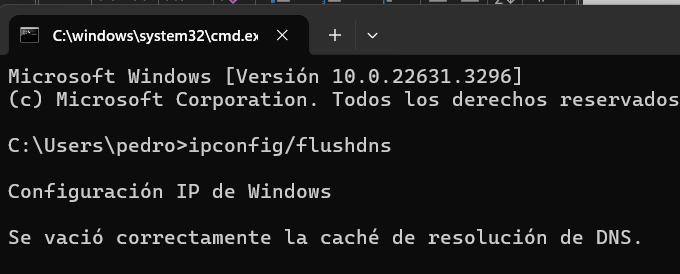 C:\windows\system32\cmd.ex
Microsoft Windows [Versión 10.0.22631.3296]
(c) Microsoft Corporation. Todos los derechos reservados
C:\Users\pedro>ipconfig/flushdns
Configuración IP de Windows
Se vació correctamente la caché de resolución de DNS.